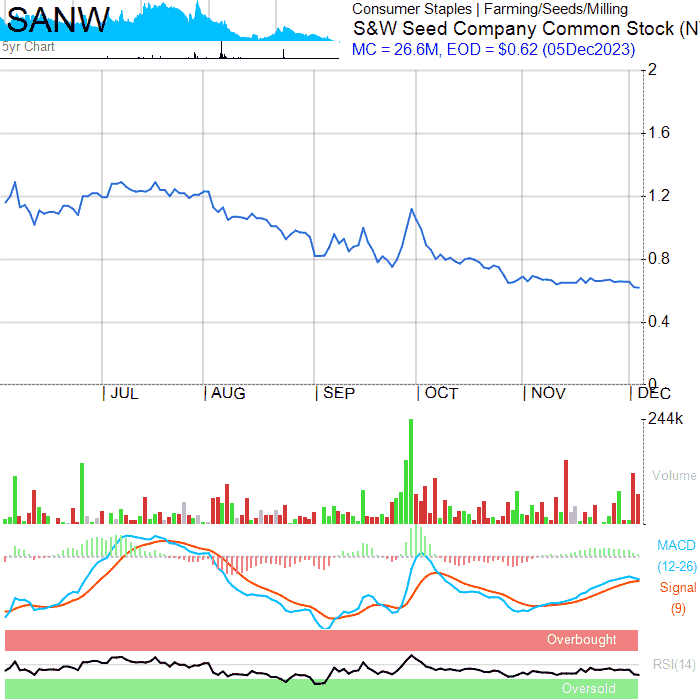 SANW
5yr Chart
Consumer Staples | Farming/Seeds/Milling
S&W Seed Company Common Stock (N
MC = 26.6M, EOD = $0.62 (05Dec2023)
2
1.6
1.2
0.8
0.4
0
JUL AUG SEP OCT NOV DEC
244k
Volume
MACD
(12-26)
Signal
(9)
Overbought
RSI(14)
Oversold